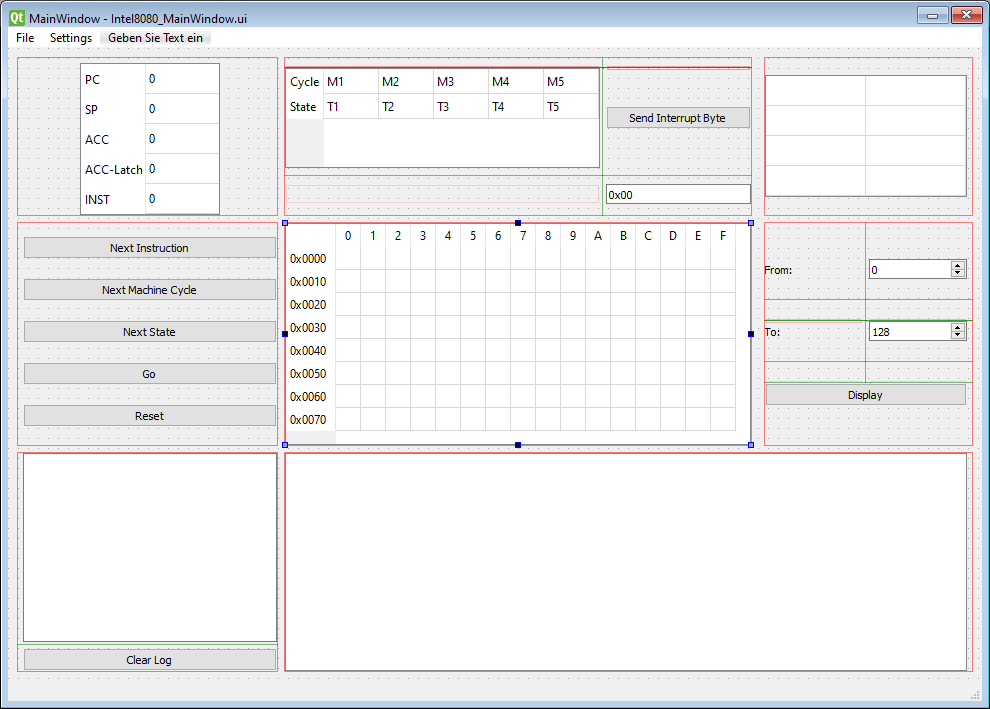 Qt MainWindow - Intel8080_MainWindow.ui
File Settings Geben Sie Text ein
PC 0
SP 0
ACC 0
ACC-Latch 0
INST 0
Cycle M1 M2 M3 M4 M5
State T1 T2 T3 T4 T5
Send Interrupt Byte
0x00
Next Instruction
Next Machine Cycle
Next State
Go
Reset
0 1 2 3 4 5 6 7 8 9 A B C D E F
0x0000
0x0010
0x0020
0x0030
0x0040
0x0050
0x0060
0x0070
From: 0
To: 128
Display
Clear Log